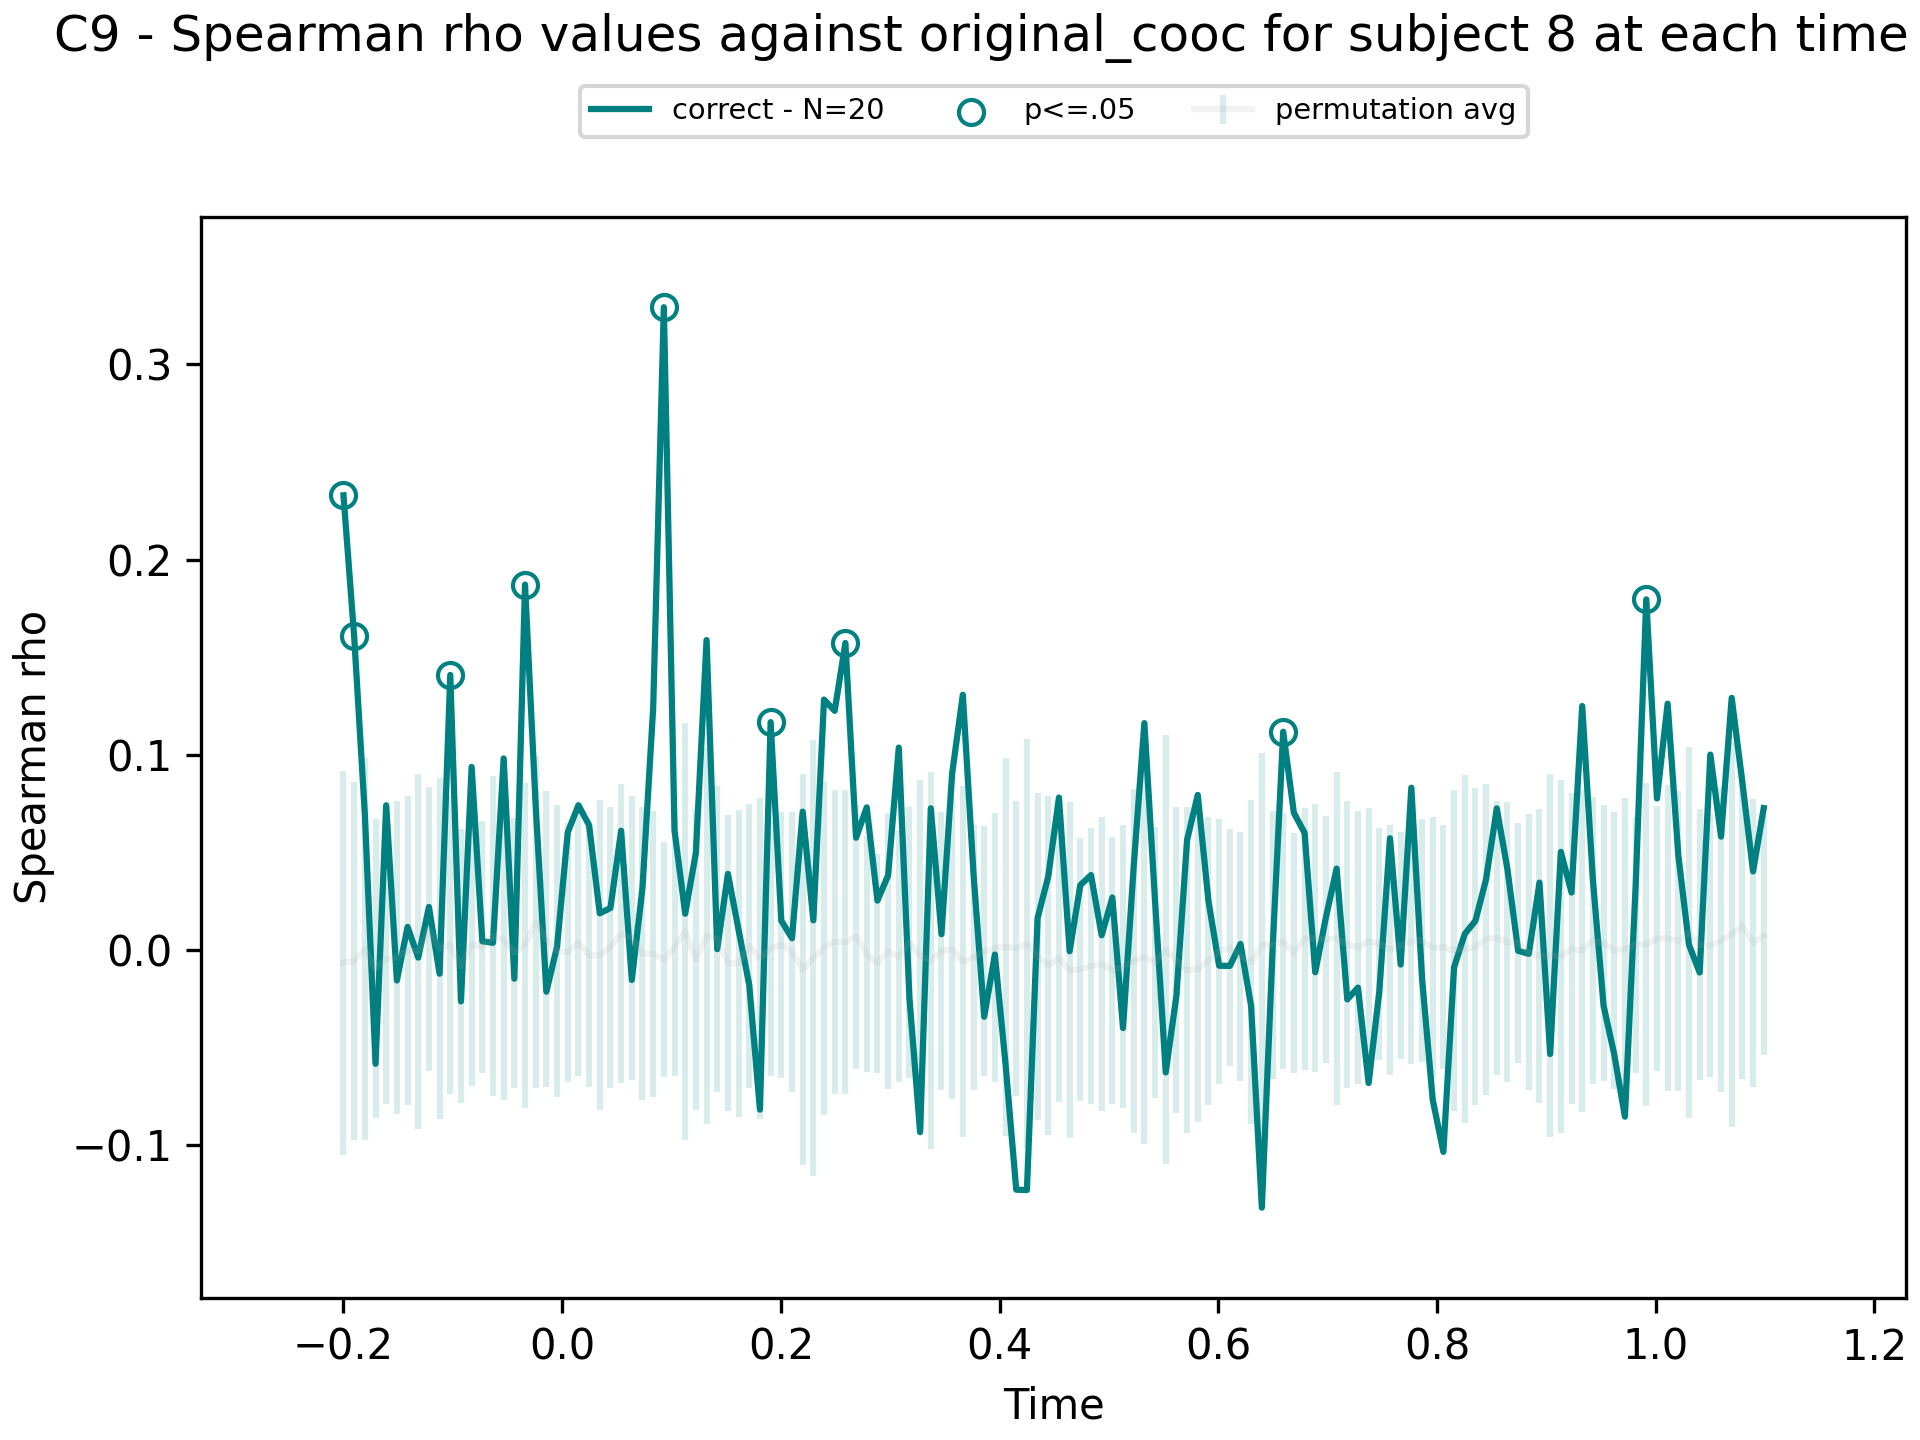 C9 - Spearman rho values against original_cooc for subject 8 at each time
correct - N=20 p<=.05 permutation avg
Spearman rho
0.3
0.2
0.1
0.0
−0.1
−0.2 0.0 0.2 0.4 0.6 0.8 1.0 1.2
Time